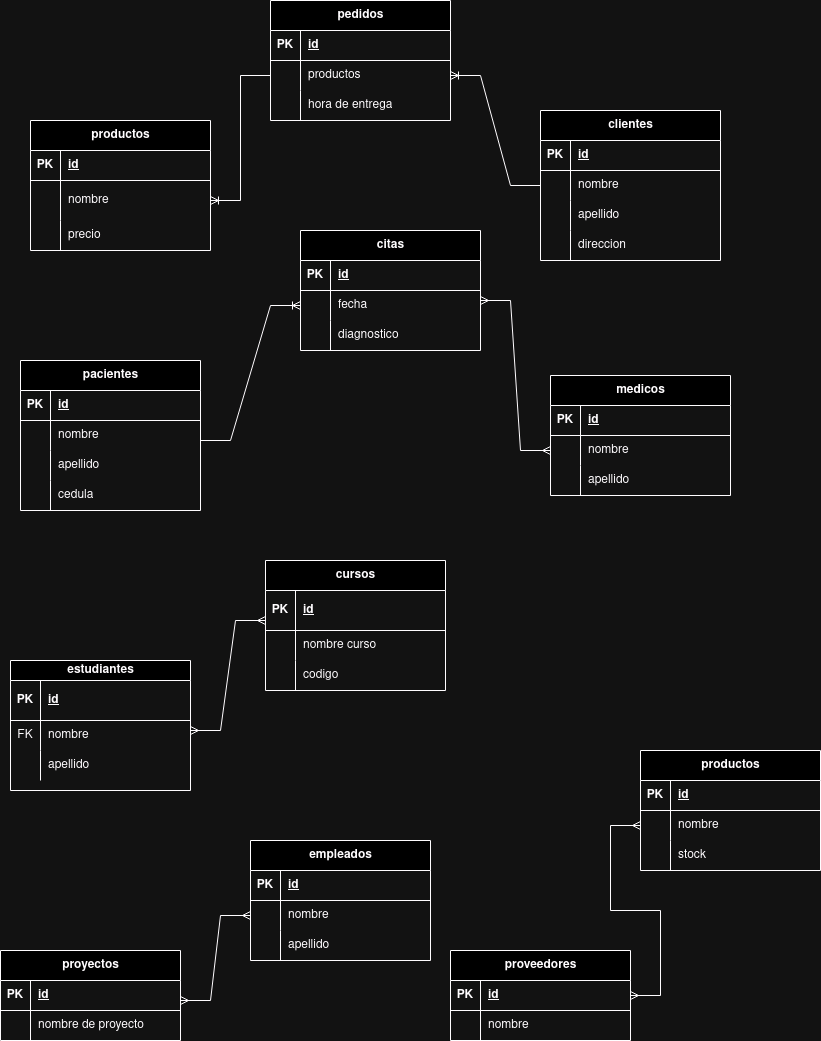 pedidos
PK id
productos
hora de entrega
productos
PK id
nombre
precio
clientes
PK id
nombre
apellido
direccion
citas
PK id
fecha
diagnostico
pacientes
PK id
nombre
apellido
cedula
medicos
PK id
nombre
apellido
cursos
PK id
nombre curso
codigo
estudiantes
PK id
FK nombre
apellido
productos
PK id
nombre
stock
empleados
PK id
nombre
apellido
proyectos
PK id
nombre de proyecto
proveedores
PK id
nombre